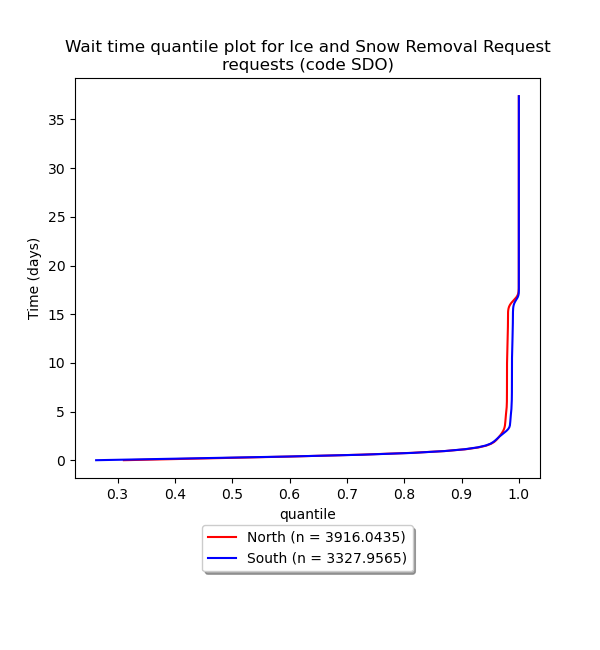 Wait time quantile plot for Ice and Snow Removal Request
requests (code SDO)
Time (days)
35
30
25
20
15
10
5
0
0.3 0.4 0.5 0.6 0.7 0.8 0.9 1.0
quantile
North (n = 3916.0435)
South (n = 3327.9565)